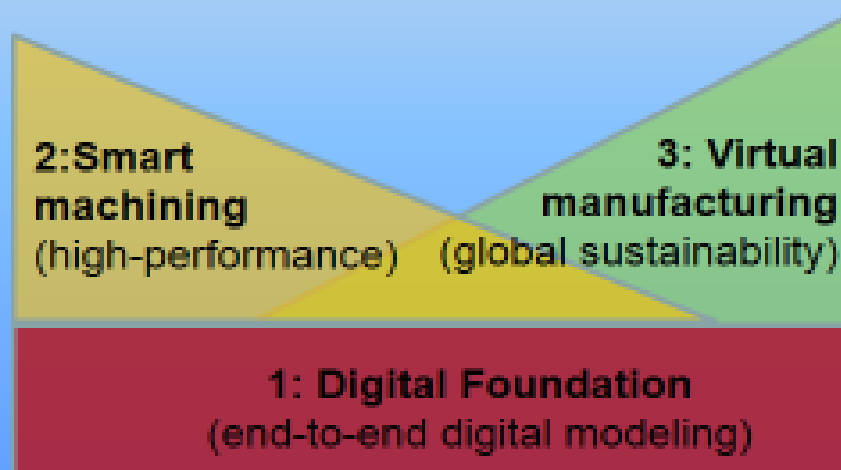 2:Smart
machining
(high-performance)
3: Virtual
manufacturing
(global sustainability)
1: Digital Foundation
(end-to-end digital modeling)